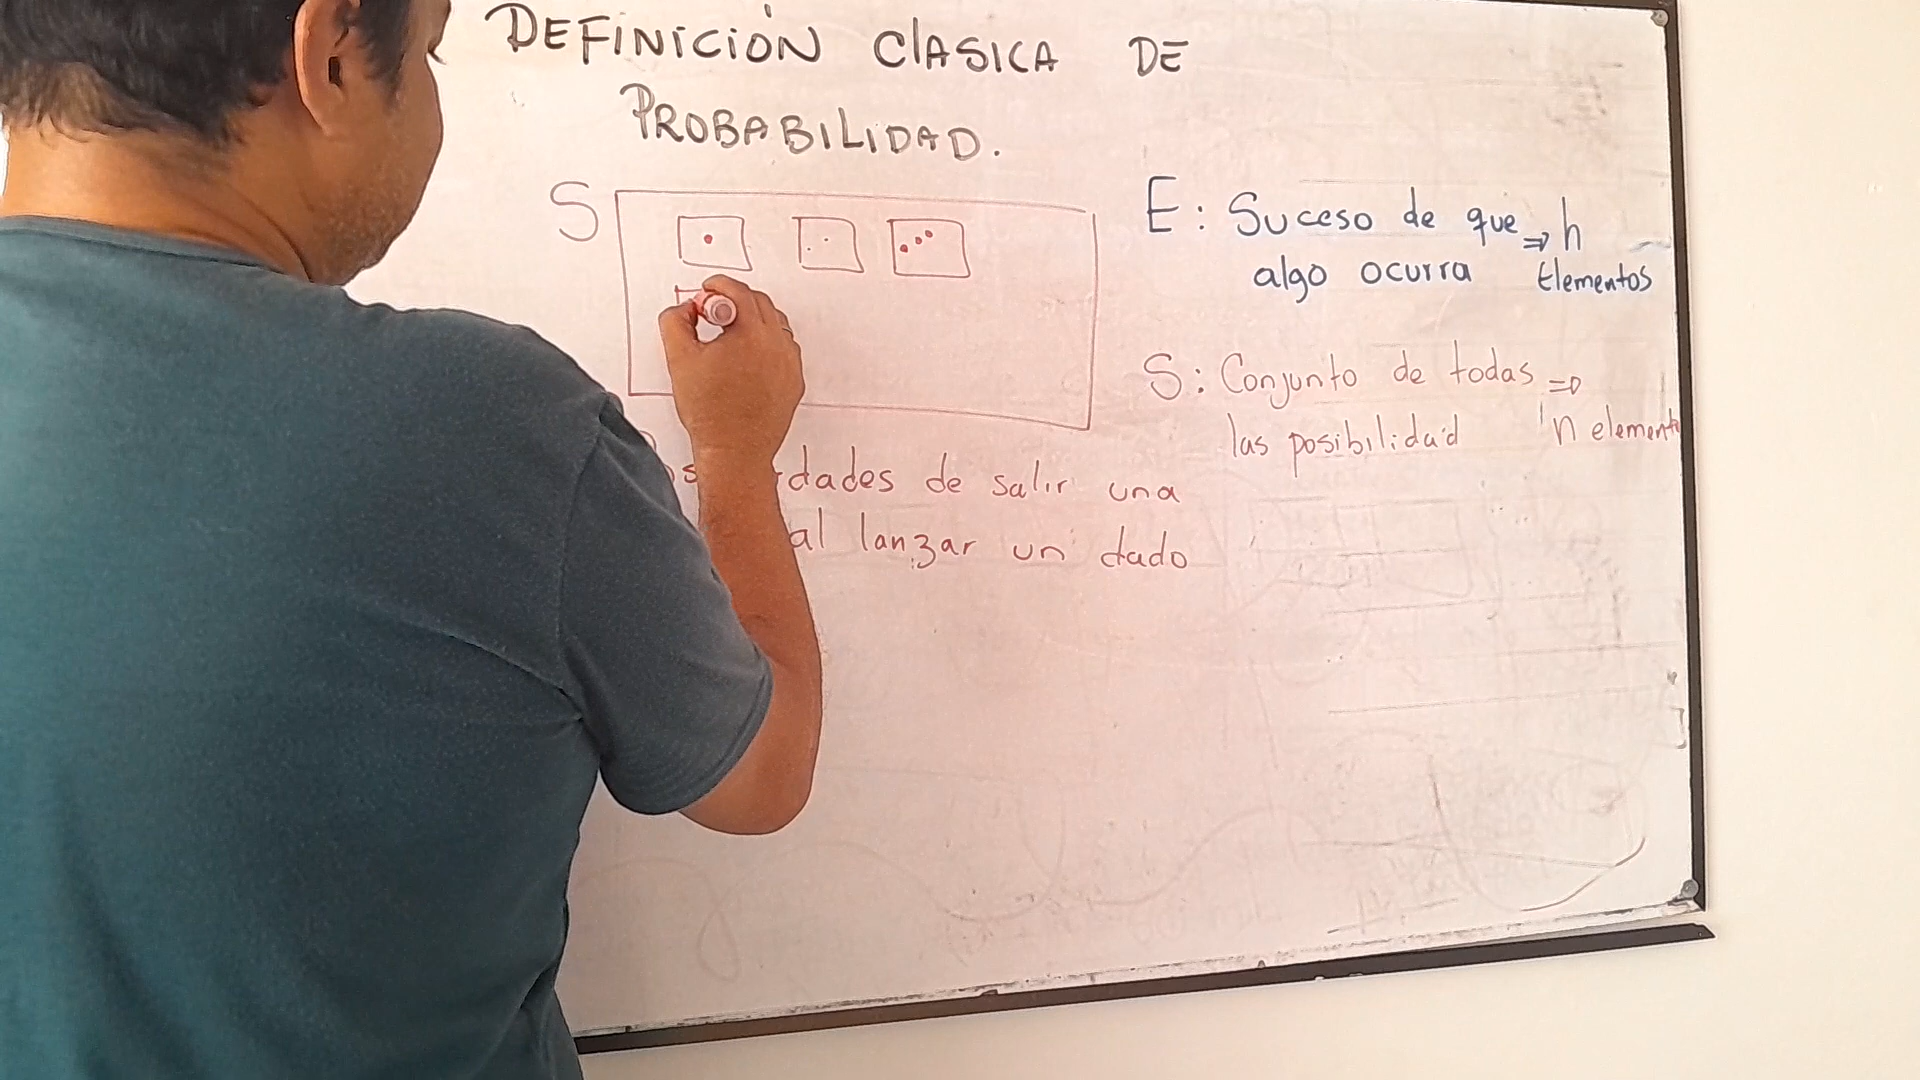 DEFINICIÓN CLASICA DE
PROBABILIDAD.
S
E: Suceso de que => h
algo ocurra Elementos
S: Conjunto de todas =>
las posibilidad n element
dades de salir una
al lanzar un dado